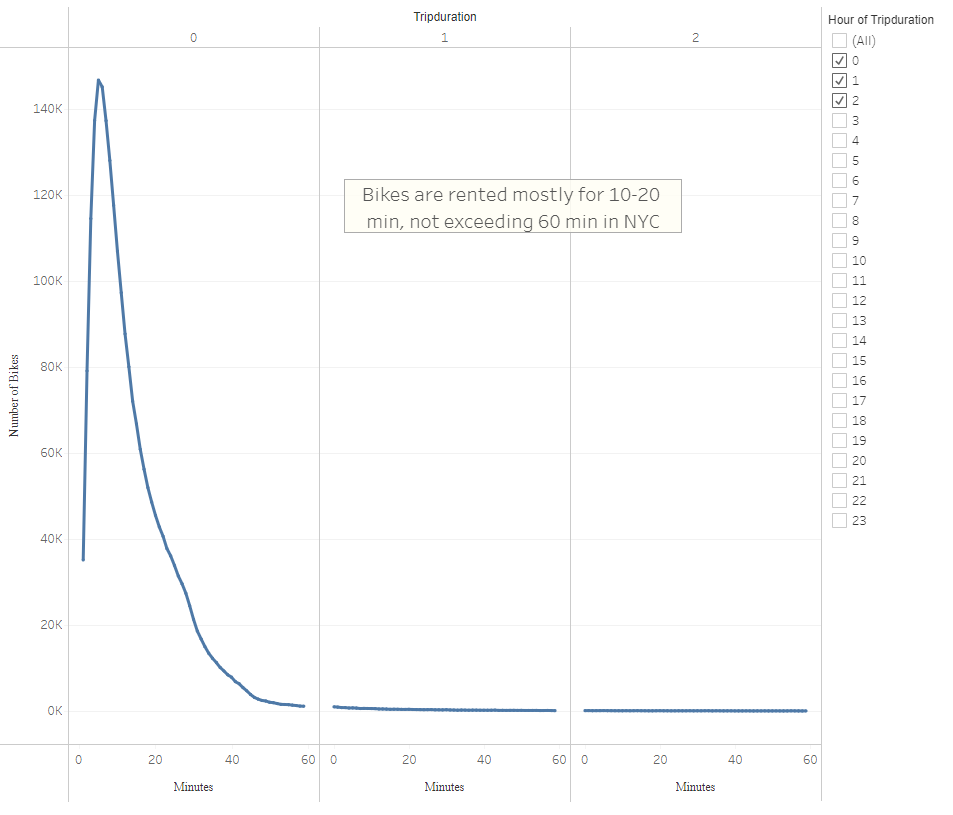 Tripduration
0 1 2
140K
120K
100K
80K
60K
40K
20K
0K
Number of Bikes
Bikes are rented mostly for 10-20
min, not exceeding 60 min in NYC
0 20 40 60 0 20 40 60 0 20 40 60
Minutes Minutes Minutes
Hour of Tripduration
(All)
0
1
2
3
4
5
6
7
8
9
10
11
12
13
14
15
16
17
18
19
20
21
22
23